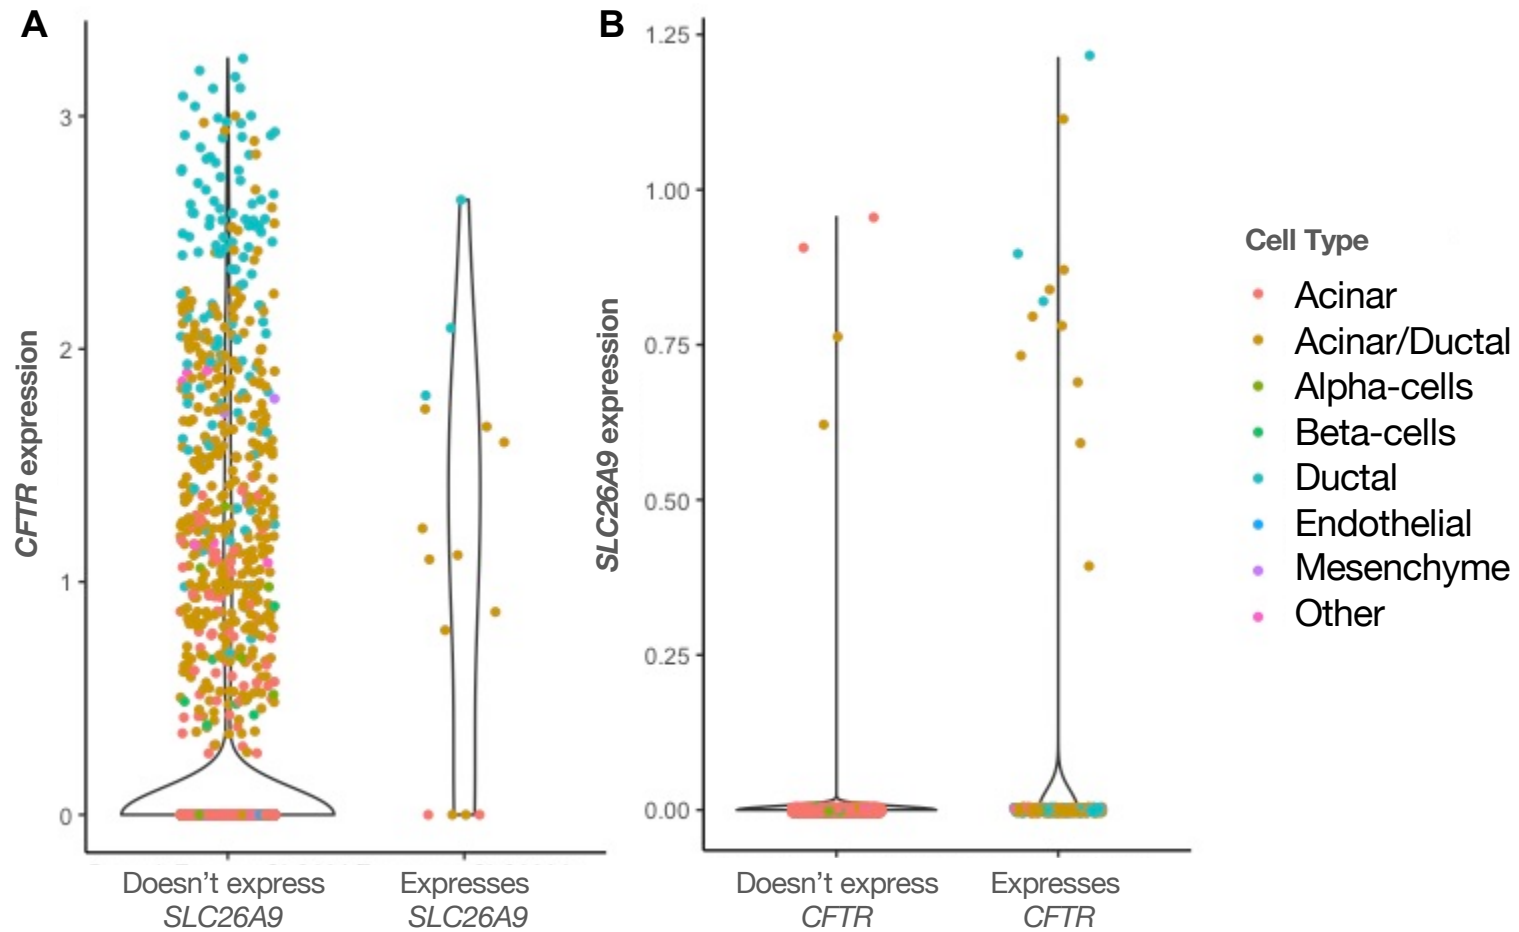 A
B
CFTR expression
3
2
1
0
Doesn't express
SLC26A9
Expresses
SLC26A9
SLC26A9 expression
1.25
1.00
0.75
0.50
0.25
0.00
Doesn't express
CFTR
Expresses
CFTR
Cell Type
Acinar
Acinar/Ductal
Alpha-cells
Beta-cells
Ductal
Endothelial
Mesenchyme
Other